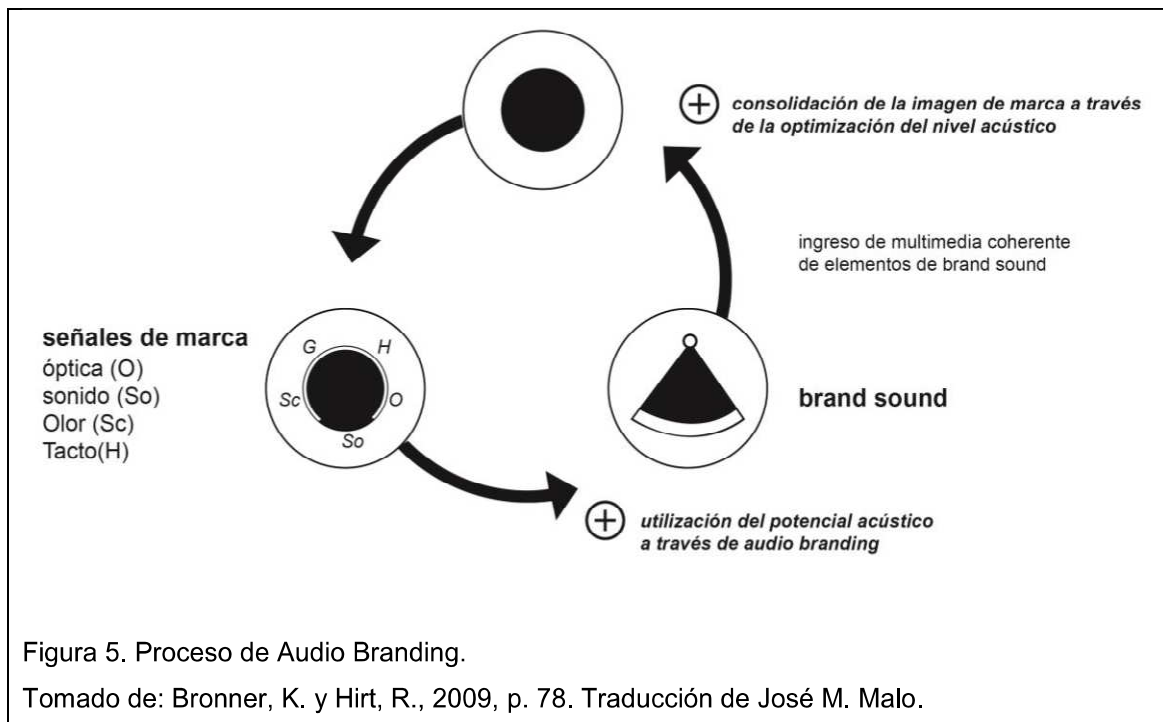 consolidación de la imagen de marca a través
de la optimización del nivel acústico
ingreso de multimedia coherente
de elementos de brand sound
señales de marca
óptica (O)
sonido (So)
Olor (Sc)
Tacto(H)
G
H
Sc
O
So
brand sound
utilización del potencial acústico
a través de audio branding
Figura 5. Proceso de Audio Branding.
Tomado de: Bronner, K. y Hirt, R., 2009, p. 78. Traducción de José M. Malo.